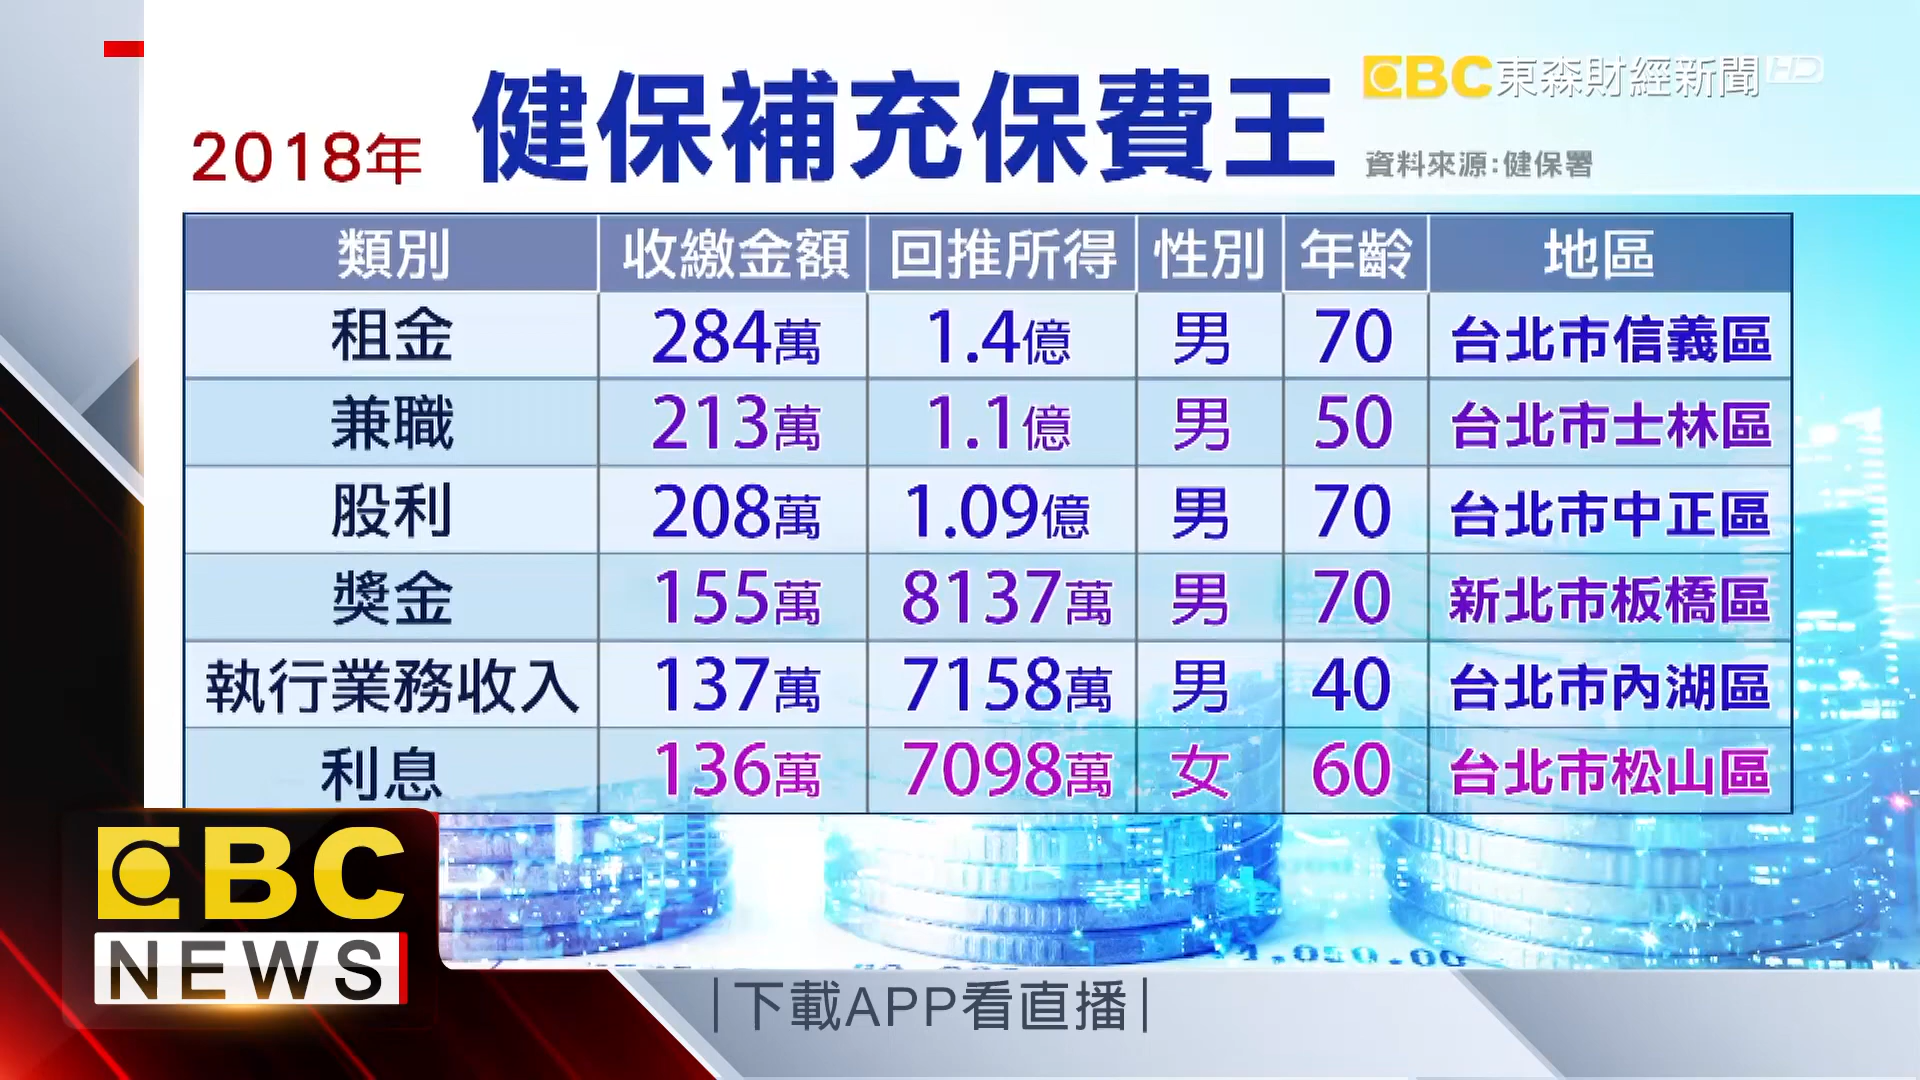 EBC東森財經新聞HD
2018年 健保補充保費王
資料來源:健保署
類別 收繳金額 回推所得 性別 年齡 地區
租金 284萬 1.4億 男 70 台北市信義區
兼職 213萬 1.1億 男 50 台北市士林區
股利 208萬 1.09億 男 70 台北市中正區
獎金 155萬 8137萬 男 70 新北市板橋區
執行業務收入 137萬 7158萬 男 40 台北市內湖區
利息 136萬 7098萬 女 60 台北市松山區
EBC
NEWS
|下載APP看直播|